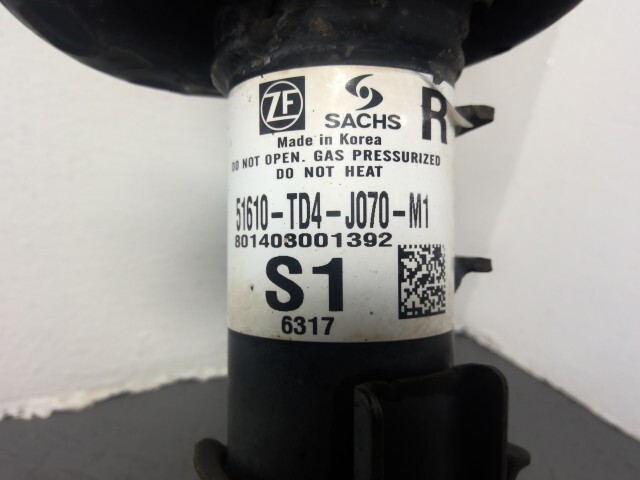 ZF SACHS R
Made in Korea
DO NOT OPEN. GAS PRESSURIZED
DO NOT HEAT
51610-TD4-J070-M1
801403001392
S1
6317